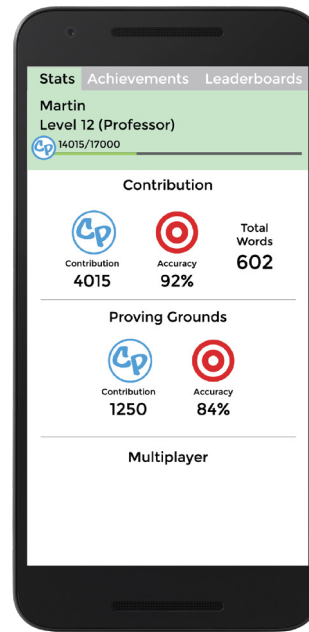 Stats Achievements Leaderboards
Martin
Level 12 (Professor)
CP 14015/17000
Contribution
CP
Total
Words
602
Contribution Accuracy
4015 92%
Proving Grounds
CP
Contribution Accuracy
1250 84%
Multiplayer